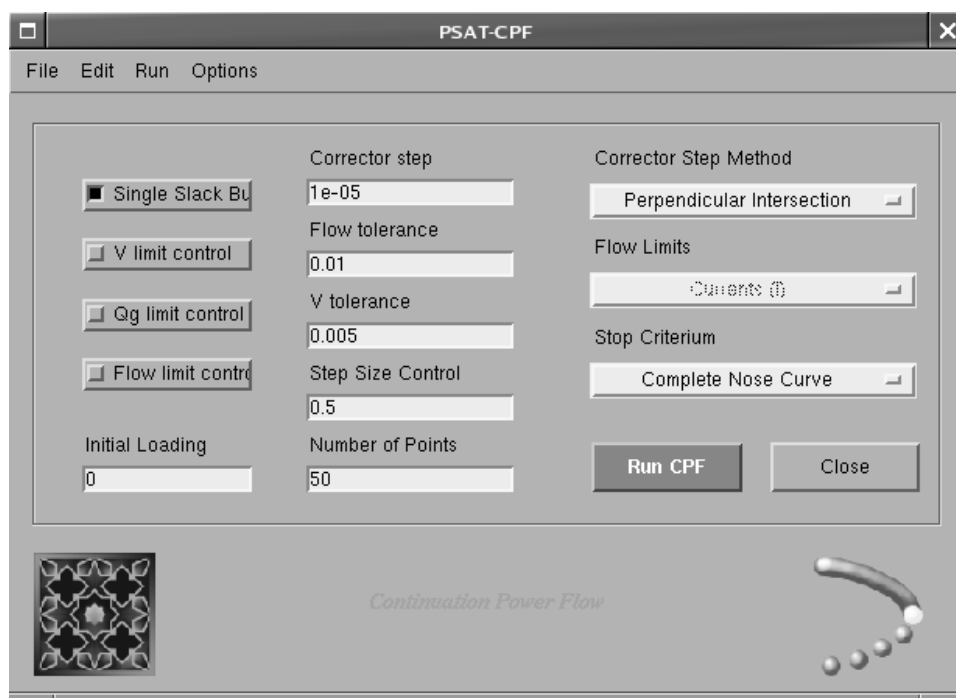 PSAT-CPF
File Edit Run Options
Single Slack Bu
V limit control
Qg limit control
Flow limit contro
Initial Loading
0
Corrector step
1e-05
Flow tolerance
0.01
V tolerance
0.005
Step Size Control
0.5
Number of Points
50
Corrector Step Method
Perpendicular Intersection
Flow Limits
Currents (I)
Stop Criterium
Complete Nose Curve
Run CPF
Close
Continuation Power Flow